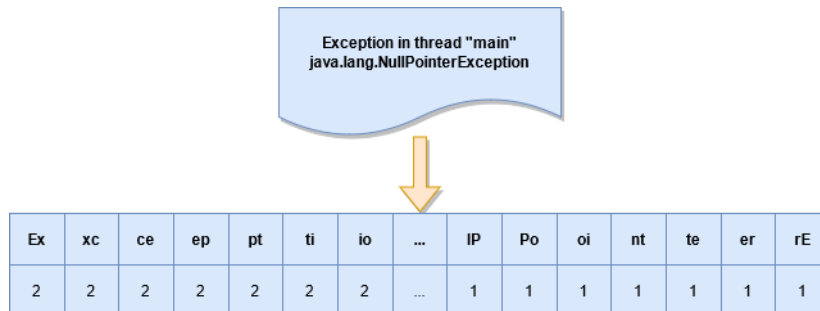 Exception in thread "main"
java.lang.NullPointerException
Ex xc ce ep pt ti io ... lP Po oi nt te er rE
2 2 2 2 2 2 2 ... 1 1 1 1 1 1 1